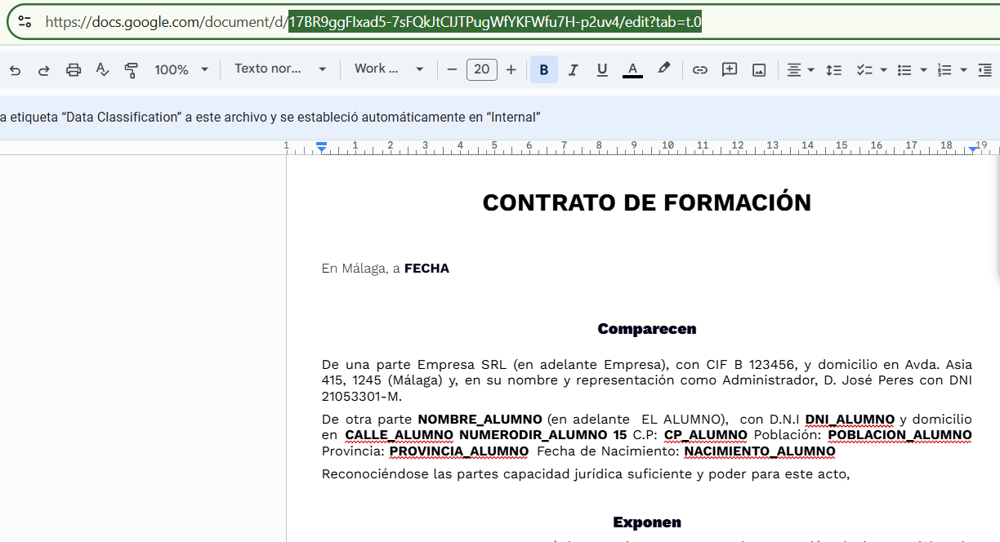 https://docs.google.com/document/d/17BR9ggFIxad5-7sFQkJtClJTPugWfYKFWfu7H-p2uv4/edit?tab=t.0
100% Texto nor... Work ... 20 B I U A
a etiqueta “Data Classification” a este archivo y se estableció automáticamente en “Internal”
1 1 2 3 4 5 6 7 8 9 10 11 12 13 14 15 16 17 18 19
CONTRATO DE FORMACIÓN
En Málaga, a FECHA
Comparecen
De una parte Empresa SRL (en adelante Empresa), con CIF B 123456, y domicilio en Avda. Asia
415, 1245 (Málaga) y, en su nombre y representación como Administrador, D. José Peres con DNI
21053301-M.
De otra parte NOMBRE_ALUMNO (en adelante EL ALUMNO), con D.N.I DNI_ALUMNO y domicilio
en CALLE_ALUMNO NUMERODIR_ALUMNO 15 C.P: CP_ALUMNO Población: POBLACION_ALUMNO
Provincia: PROVINCIA_ALUMNO Fecha de Nacimiento: NACIMIENTO_ALUMNO
Reconociéndose las partes capacidad jurídica suficiente y poder para este acto,
Exponen